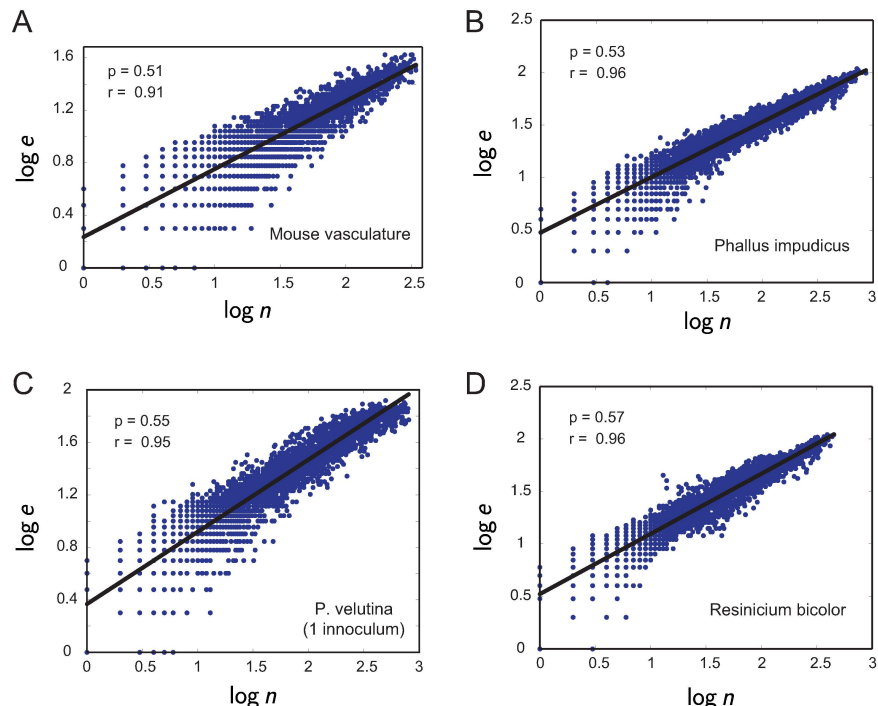 A
log e
1.6
1.2
0.8
0.4
0
p = 0.51
r = 0.91
Mouse vasculature
0 0.5 1 1.5 2 2.5
log n
B
log e
2.5
2
1.5
1
0.5
0
p = 0.53
r = 0.96
Phallus impudicus
0 0.5 1 1.5 2 2.5 3
log n
C
log e
2
1.6
1.2
0.8
0.4
0
p = 0.55
r = 0.95
P. velutina
(1 innoculum)
0 0.5 1 1.5 2 2.5 3
log n
D
log e
2.5
2
1.5
1
0.5
0
p = 0.57
r = 0.96
Resinicium bicolor
0 0.5 1 1.5 2 2.5 3
log n